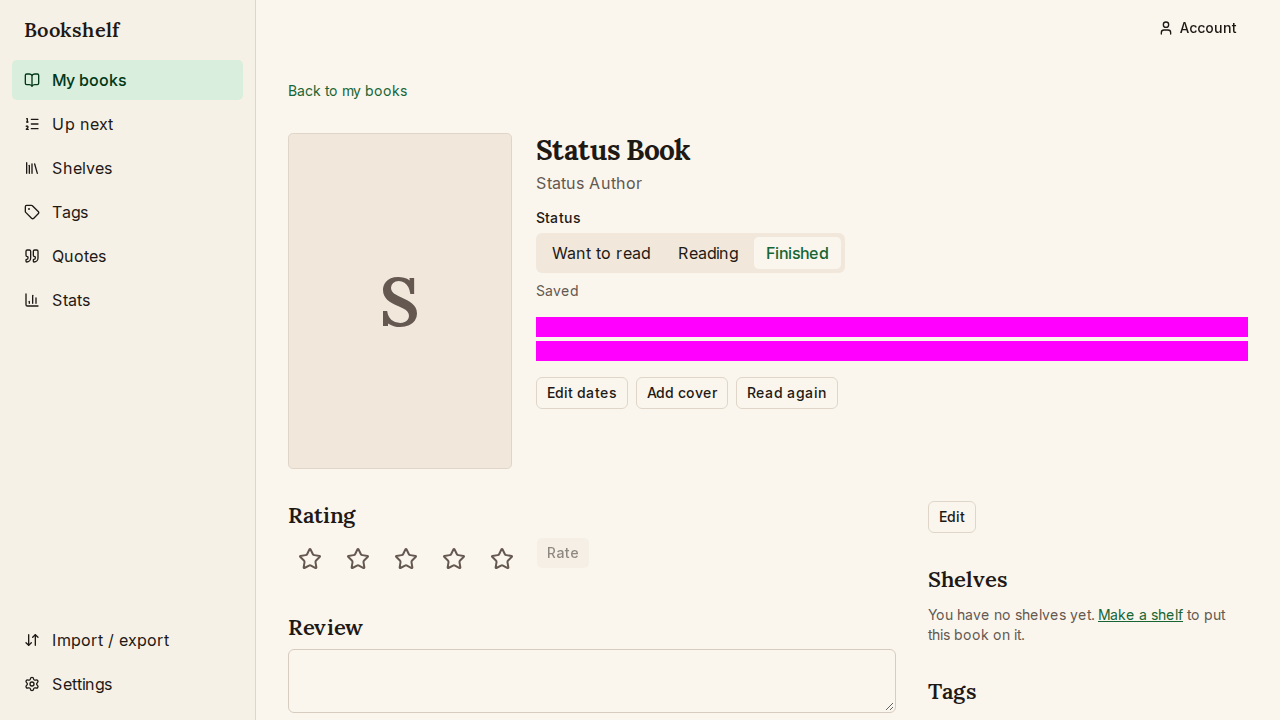 Bookshelf
My books
Up next
Shelves
Tags
Quotes
Stats
Import / export
Settings
Account
Back to my books
S
Status Book
Status Author
Status
Want to read Reading Finished
Saved
Edit dates Add cover Read again
Rating
Rate
Review
Edit
Shelves
You have no shelves yet. Make a shelf to put
this book on it.
Tags